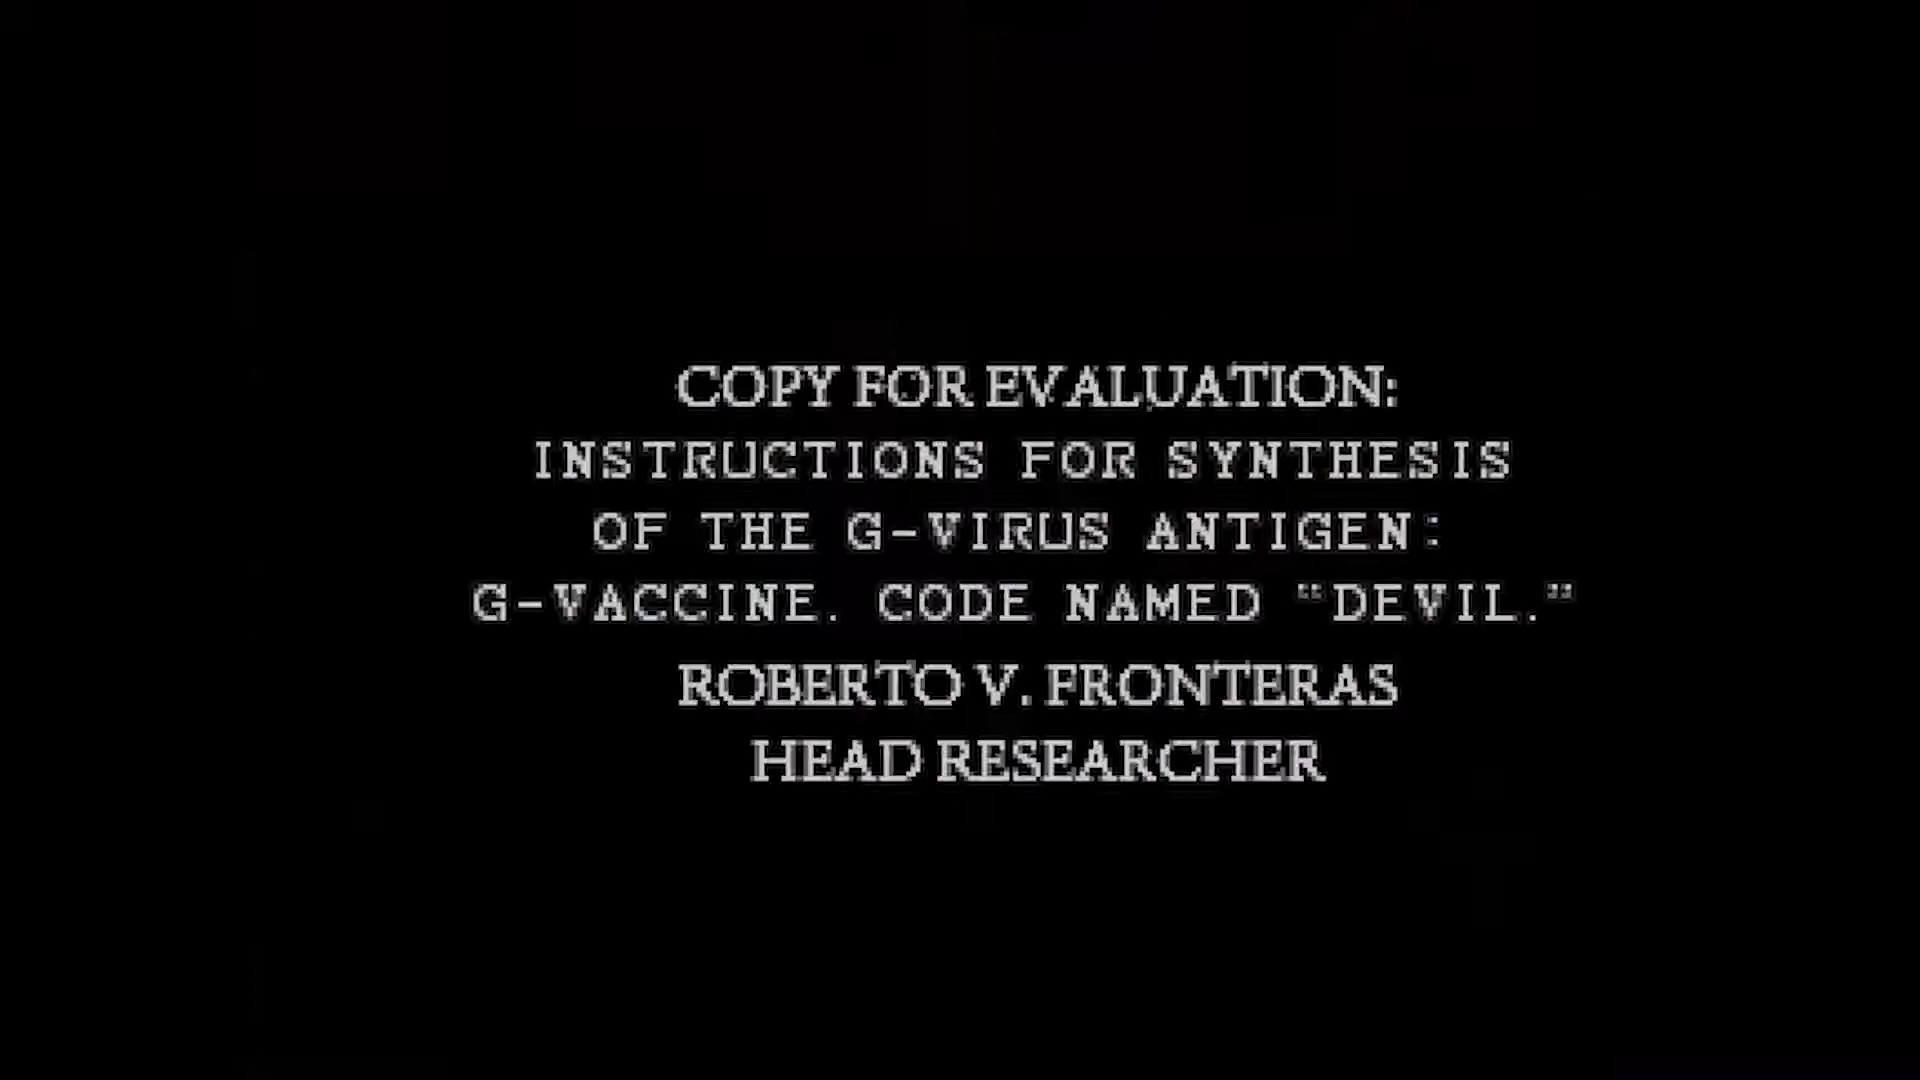 COPY FOR EVALUATION:
INSTRUCTIONS FOR SYNTHESIS
OF THE G-VIRUS ANTIGEN:
G-VACCINE. CODE NAMED “DEVIL.”
ROBERTO V. FRONTERAS
HEAD RESEARCHER